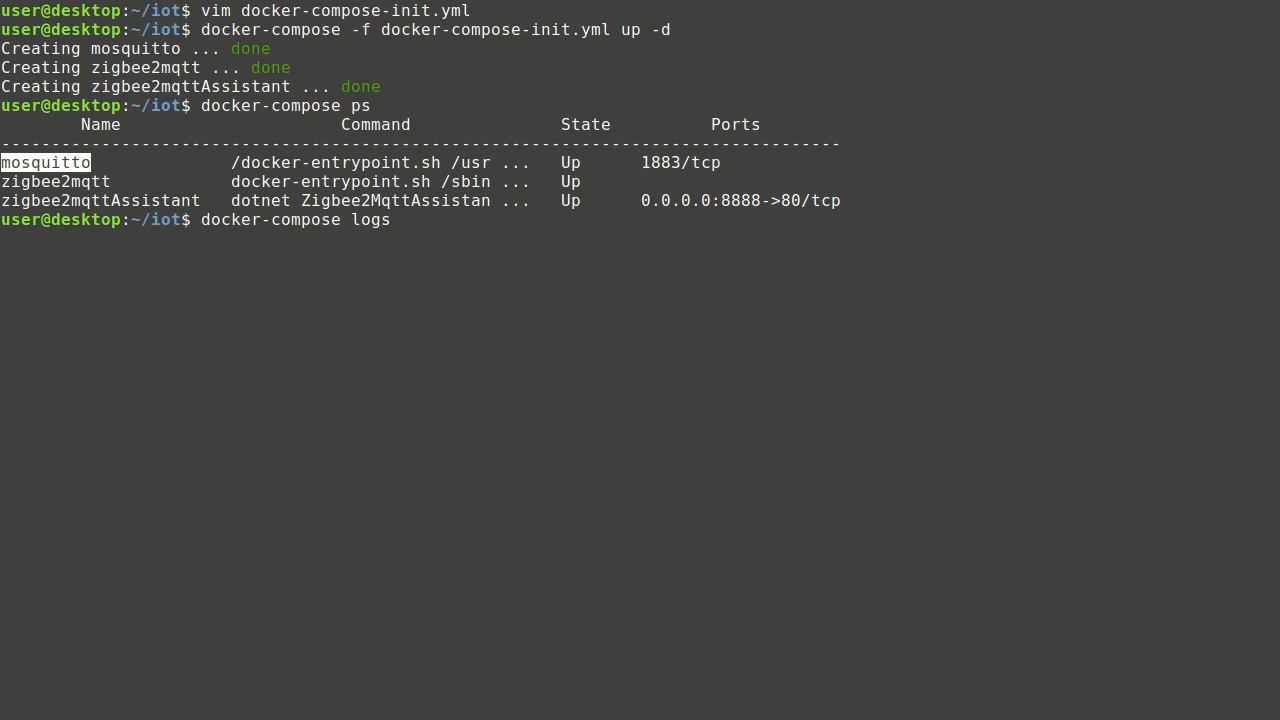 user@desktop:~/iot$ vim docker-compose-init.yml
user@desktop:~/iot$ docker-compose -f docker-compose-init.yml up -d
Creating mosquitto ... done
Creating zigbee2mqtt ... done
Creating zigbee2mqttAssistant ... done
user@desktop:~/iot$ docker-compose ps
        Name                      Command               State          Ports
------------------------------------------------------------------------------------
mosquitto              /docker-entrypoint.sh /usr ...   Up      1883/tcp
zigbee2mqtt            docker-entrypoint.sh /sbin ...   Up
zigbee2mqttAssistant   dotnet Zigbee2MqttAssistan ...   Up      0.0.0.0:8888->80/tcp
user@desktop:~/iot$ docker-compose logs